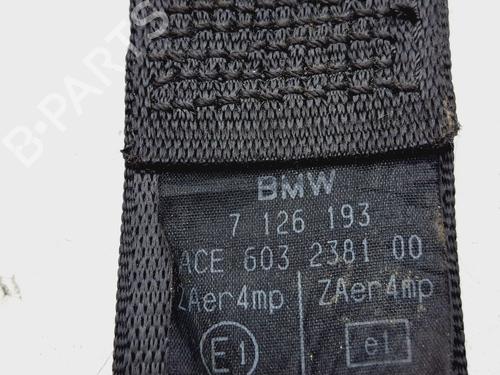 B-PARTS
BMW
7 126 193
ACE 603 2381 00
ZAer4mp ZAer4mp
E1 e1